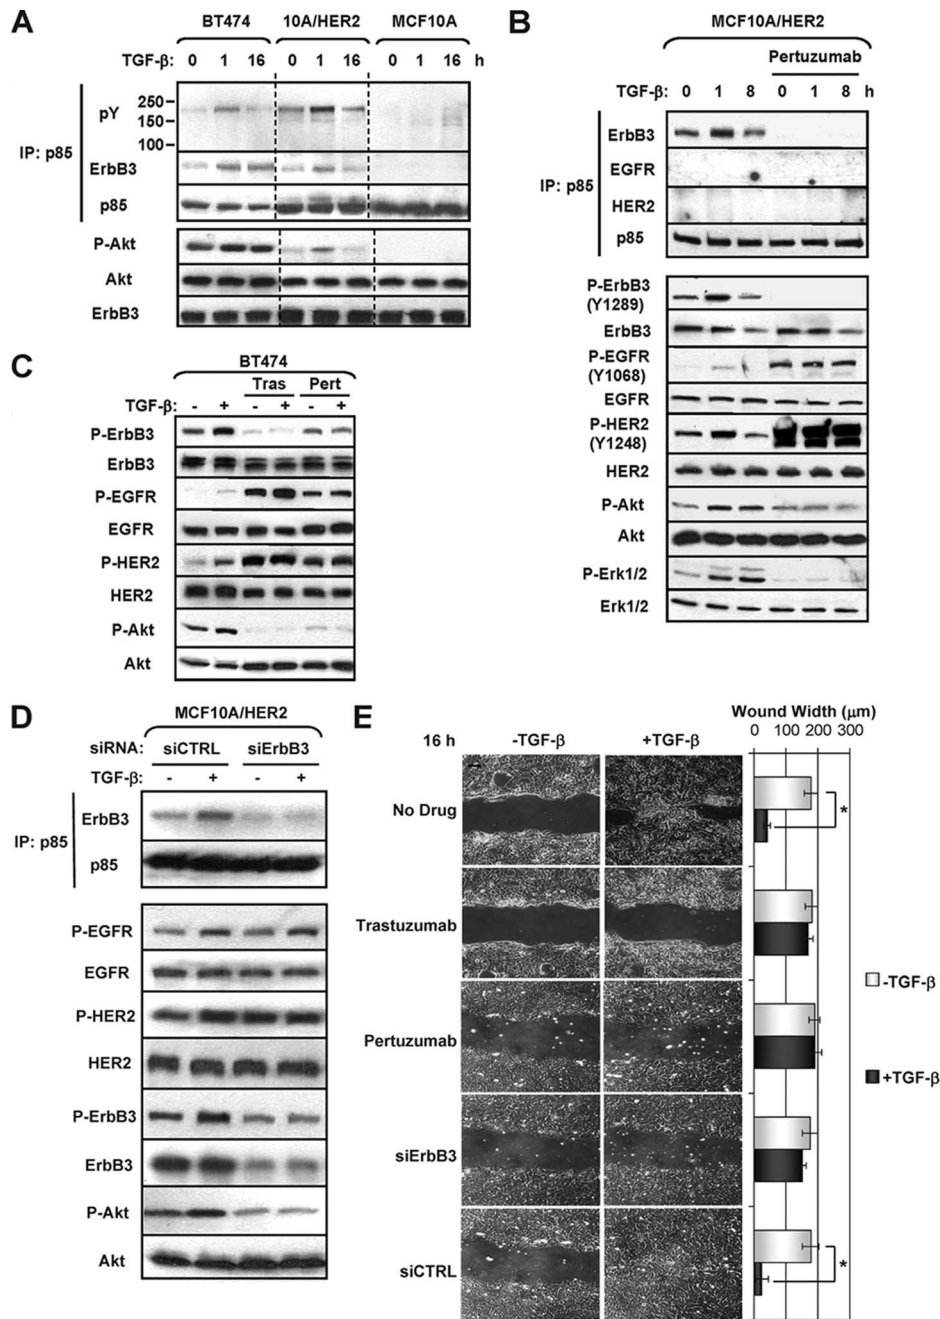 A
BT474 10A/HER2 MCF10A
TGF-β: 0 1 16 0 1 16 0 1 16 h
IP: p85
pY
250
150
100
ErbB3
p85
P-Akt
Akt
ErbB3
B
MCF10A/HER2
Pertuzumab
TGF-β: 0 1 8 0 1 8 h
IP: p85
ErbB3
EGFR
HER2
p85
P-ErbB3
(Y1289)
ErbB3
P-EGFR
(Y1068)
EGFR
P-HER2
(Y1248)
HER2
P-Akt
Akt
P-Erk1/2
Erk1/2
C
BT474
Tras Pert
TGF-β: - + - + - +
P-ErbB3
ErbB3
P-EGFR
EGFR
P-HER2
HER2
P-Akt
Akt
D
MCF10A/HER2
siRNA: siCTRL siErbB3
TGF-β: - + - +
IP: p85
ErbB3
p85
P-EGFR
EGFR
P-HER2
HER2
P-ErbB3
ErbB3
P-Akt
Akt
E
Wound Width (μm)
16 h -TGF-β +TGF-β 0 100 200 300
No Drug
*
Trastuzumab
Pertuzumab
siErbB3
siCTRL
*
-TGF-β
+TGF-β